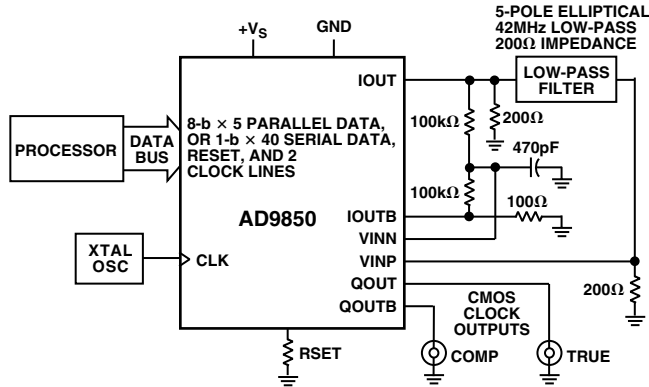 5-POLE ELLIPTICAL
42MHz LOW-PASS
200Ω IMPEDANCE
+VS
GND
IOUT
LOW-PASS
FILTER
100kΩ
200Ω
470pF
PROCESSOR
DATA
BUS
8-b × 5 PARALLEL DATA,
OR 1-b × 40 SERIAL DATA,
RESET, AND 2
CLOCK LINES
100kΩ
100Ω
AD9850
IOUTB
VINN
XTAL
OSC
CLK
VINP
QOUT
QOUTB
CMOS
CLOCK
OUTPUTS
200Ω
RSET
COMP
TRUE